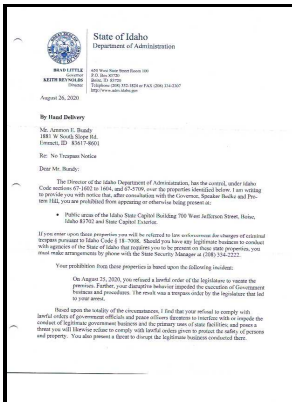 State of Idaho
Department of Administration
BRAD LITTLE
Governor
KEITH REYNOLDS
Director
650 West State Street Room 100
P.O. Box 83720
Boise, ID 83720
Telephone (208) 332-1824 or FAX (208) 334-2307
http://www.adm.idaho.gov
August 26, 2020
By Hand Delivery
Mr. Ammon E. Bundy
1881 W South Slope Rd.
Emmett, ID 83617-8601
Re: No Trespass Notice
Dear Mr. Bundy:
The Director of the Idaho Department of Administration, has the control, under Idaho
Code sections 67-1602 to 1604, and 67-5709, over the properties identified below. I am writing
to provide you with notice that, after consultation with the Governor, Speaker Bedke and Pro-
tem Hill, you are prohibited from appearing or otherwise being present at:
• Public areas of the Idaho State Capitol Building 700 West Jefferson Street, Boise,
Idaho 83702 and State Capitol Exterior.
If you enter upon these properties you will be referred to law enforcement for charges of criminal
trespass pursuant to Idaho Code § 18-7008. Should you have any legitimate business to conduct
with agencies of the State of Idaho that requires you to be present on these state properties, you
must make arrangements by phone with the State Security Manager at (208) 334-2222.
Your prohibition from these properties is based upon the following incident:
On August 25, 2020, you refused a lawful order of the legislature to vacate the
premises. Further, your disruptive behavior impeded the execution of Government
business and procedures. The result was a trespass order by the legislature that led
to your arrest.
Based upon the totality of the circumstances, I find that your refusal to comply with
lawful orders of government officials and peace officers threatens to interfere with or impede the
conduct of legitimate government business and the primary uses of state facilities; and poses a
threat you will likewise refuse to comply with lawful orders given to protect the safety of persons
and property. You also present a threat to disrupt the legitimate business conducted there.